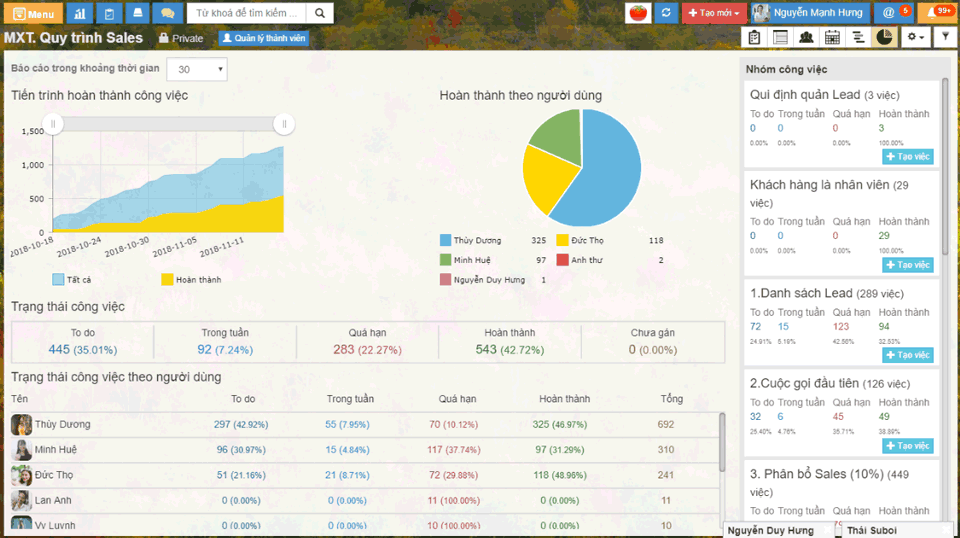 Menu
Từ khoá để tìm kiếm ...
Tạo mới
Nguyễn Mạnh Hưng
@ 6
99+
MXT. Quy trình Sales
Private
Quản lý thành viên
Báo cáo trong khoảng thời gian 30
Tiến trình hoàn thành công việc
1,500
1,000
500
0
2018-10-18
2018-10-24
2018-10-30
2018-11-05
2018-11-11
Tất cả
Hoàn thành
Hoàn thành theo người dùng
Thùy Dương 325
Đức Thọ 118
Minh Huệ 97
Anh thư 2
Nguyễn Duy Hưng 1
Trạng thái công việc
To do Trong tuần Quá hạn Hoàn thành Chưa gán
445 (35.01%) 92 (7.24%) 283 (22.27%) 543 (42.72%) 0 (0.00%)
Trạng thái công việc theo người dùng
Tên To do Trong tuần Quá hạn Hoàn thành Tổng
Thùy Dương 297 (42.92%) 55 (7.95%) 70 (10.12%) 325 (46.97%) 692
Minh Huệ 96 (30.97%) 15 (4.84%) 117 (37.74%) 97 (31.29%) 310
Đức Thọ 51 (21.16%) 21 (8.71%) 72 (29.88%) 118 (48.96%) 241
Lan Anh 0 (0.00%) 0 (0.00%) 11 (100.00%) 0 (0.00%) 11
Vy Luynh 0 (0.00%) 0 (0.00%) 10 (100.00%) 0 (0.00%) 10
Nhóm công việc
Qui định quản Lead (3 việc)
To do Trong tuần Quá hạn Hoàn thành
0 0 0 3
0.00% 0.00% 0.00% 100.00%
Tạo việc
Khách hàng là nhân viên (29
việc)
To do Trong tuần Quá hạn Hoàn thành
0 0 0 29
0.00% 0.00% 0.00% 100.00%
Tạo việc
1.Danh sách Lead (289 việc)
To do Trong tuần Quá hạn Hoàn thành
72 15 123 94
24.91% 5.19% 42.56% 32.53%
Tạo việc
2.Cuộc gọi đầu tiên (126 việc)
To do Trong tuần Quá hạn Hoàn thành
32 6 45 49
25.40% 4.76% 35.71% 38.89%
Tạo việc
3. Phân bổ Sales (10%) (449
việc)
Nguyễn Duy Hưng
Thái Suboi